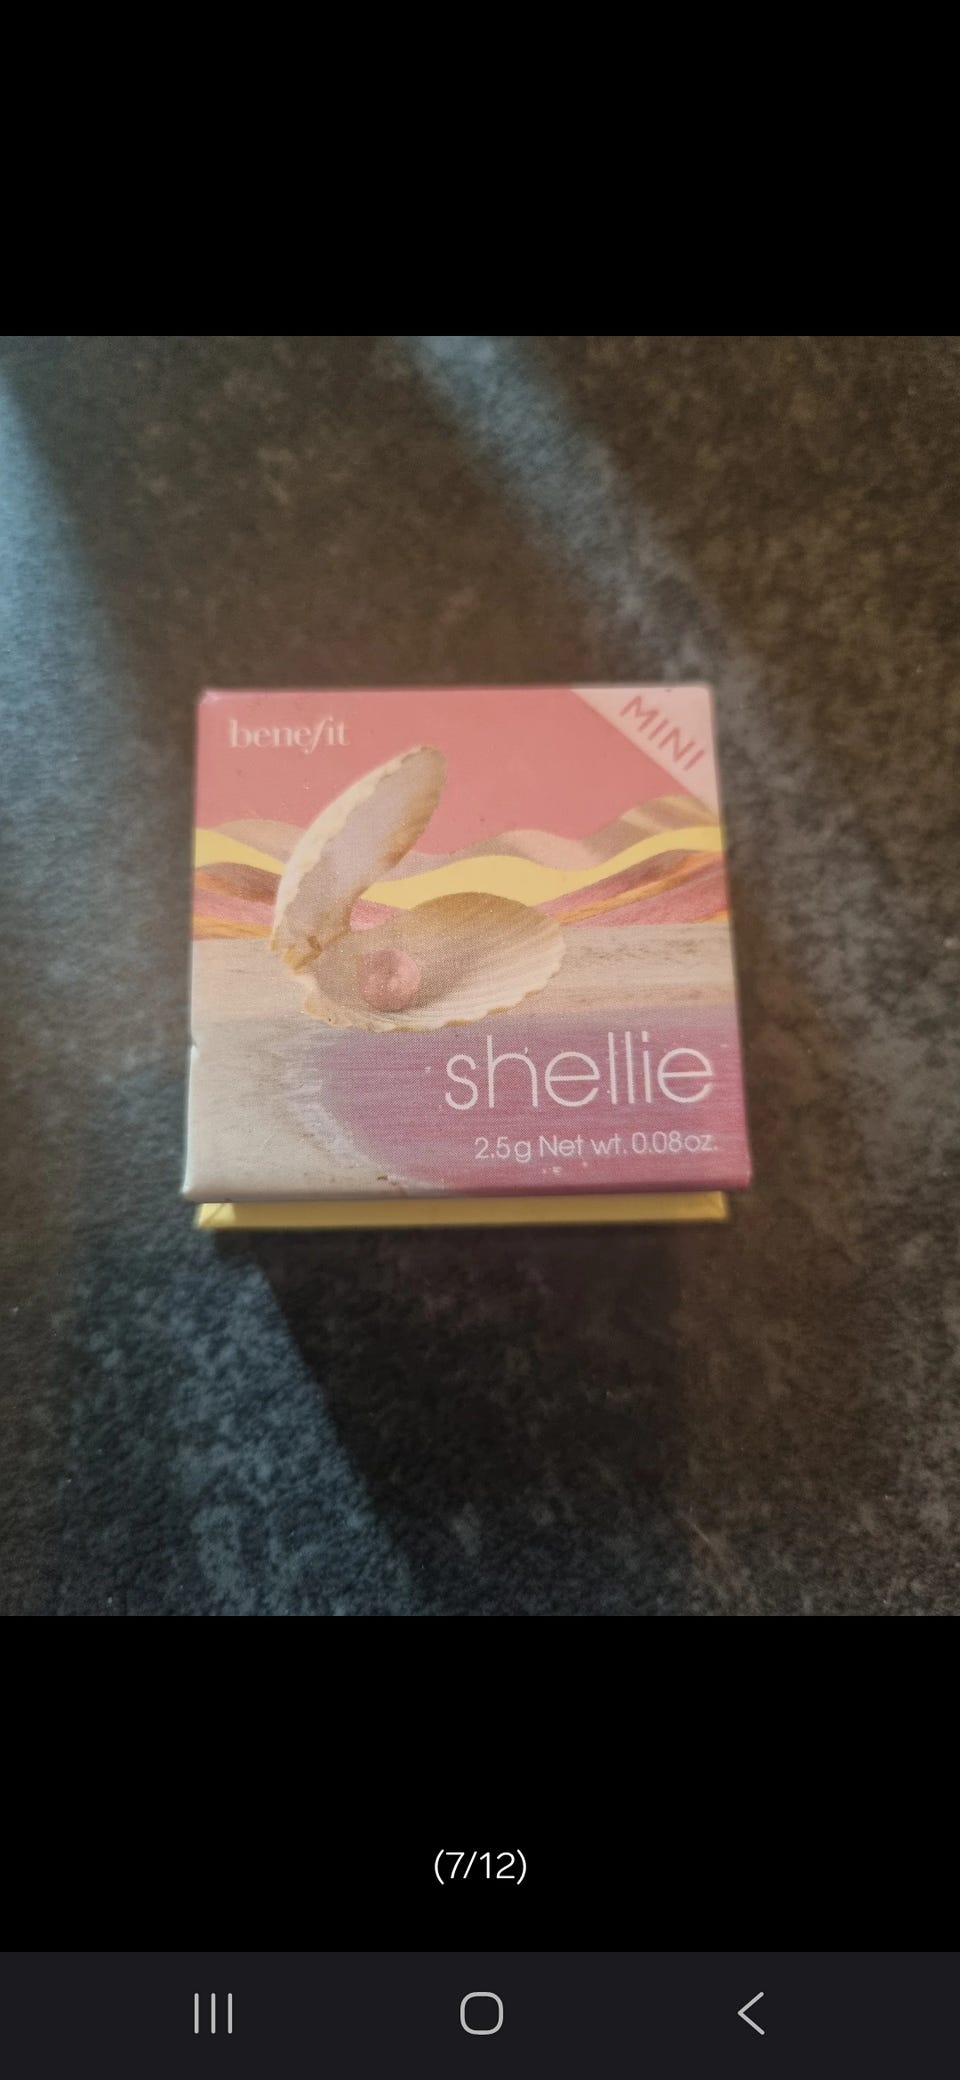 benefit
MINI
shellie
2.5g Net wt. 0.08oz.
(7/12)